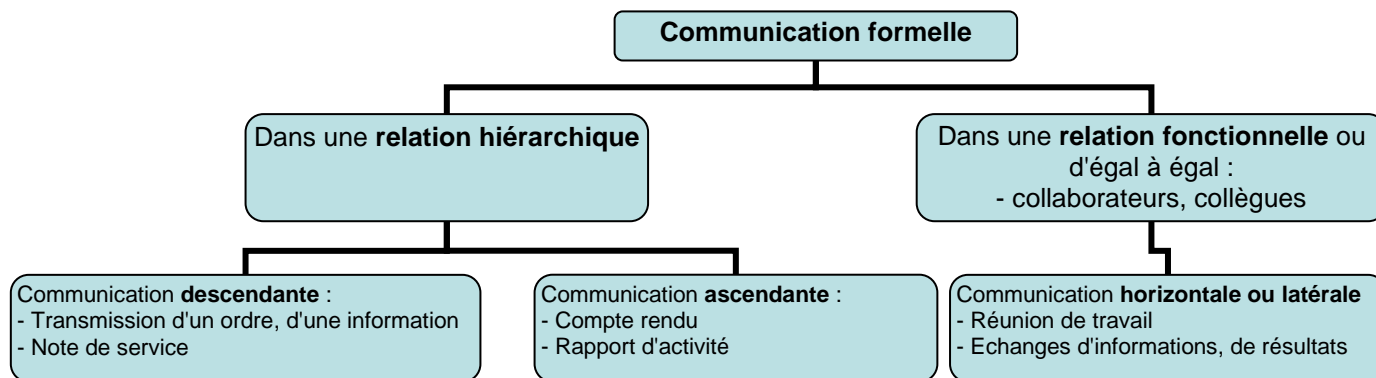 Communication formelle
Dans une relation hiérarchique
Dans une relation fonctionnelle ou
d'égal à égal :
- collaborateurs, collègues
Communication descendante :
- Transmission d'un ordre, d'une information
- Note de service
Communication ascendante :
- Compte rendu
- Rapport d'activité
Communication horizontale ou latérale
- Réunion de travail
- Echanges d'informations, de résultats